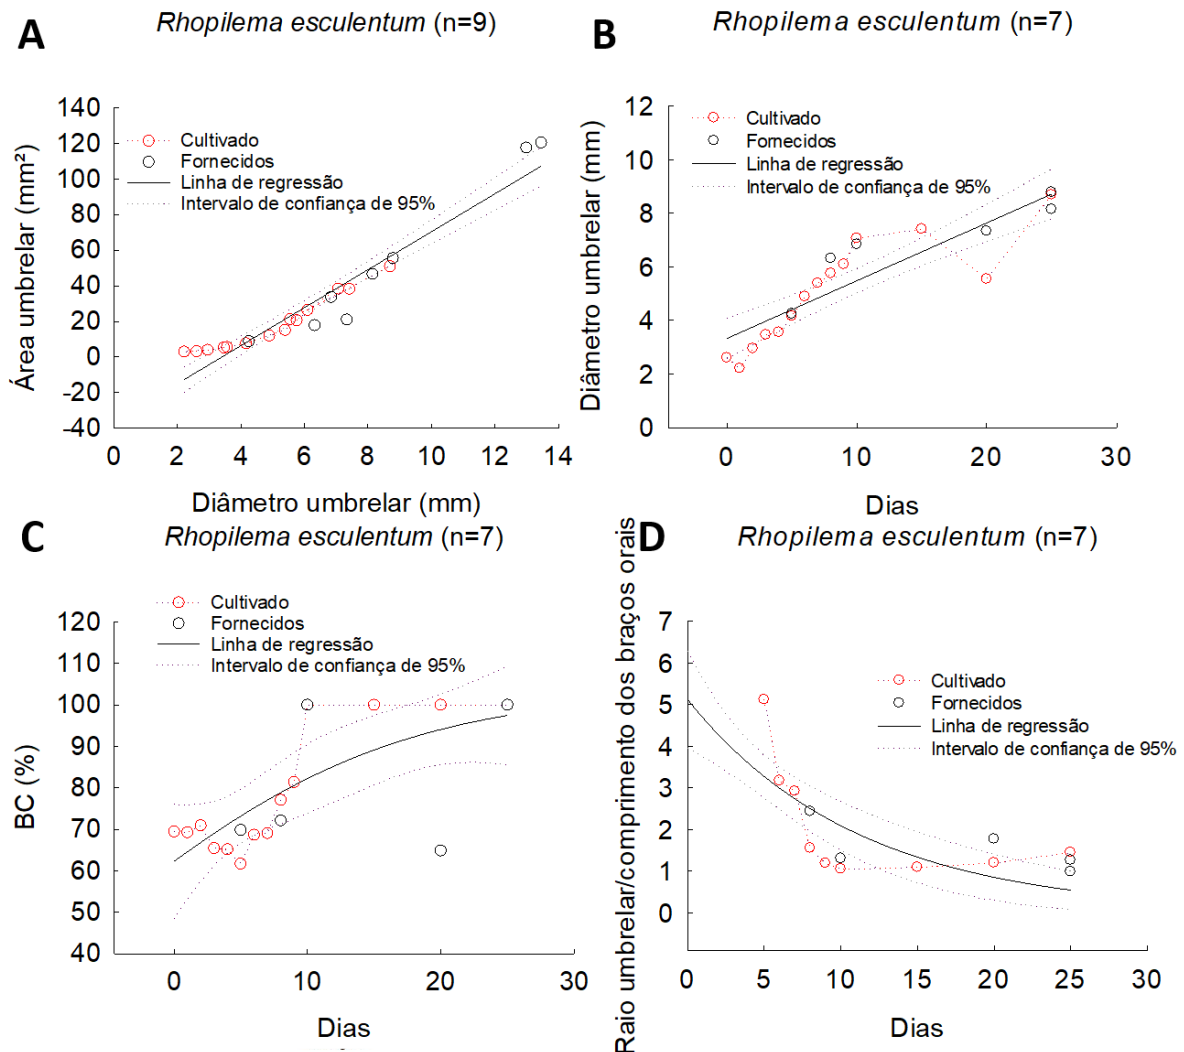 A
Rhopilema esculentum (n=9)
Área umbrelar (mm²)
140
120
100
80
60
40
20
0
-20
-40
Cultivado
Fornecidos
Linha de regressão
Intervalo de confiança de 95%
0 2 4 6 8 10 12 14
Diâmetro umbrelar (mm)
B
Rhopilema esculentum (n=7)
Diâmetro umbrelar (mm)
12
10
8
6
4
2
0
Cultivado
Fornecidos
Linha de regressão
Intervalo de confiança de 95%
0 10 20 30
Dias
C
Rhopilema esculentum (n=7)
BC (%)
120
110
100
90
80
70
60
50
40
Cultivado
Fornecidos
Linha de regressão
Intervalo de confiança de 95%
0 10 20 30
Dias
D
Rhopilema esculentum (n=7)
Raio umbrelar/comprimento dos braços orais
7
6
5
4
3
2
1
0
Cultivado
Fornecidos
Linha de regressão
Intervalo de confiança de 95%
0 5 10 15 20 25 30
Dias